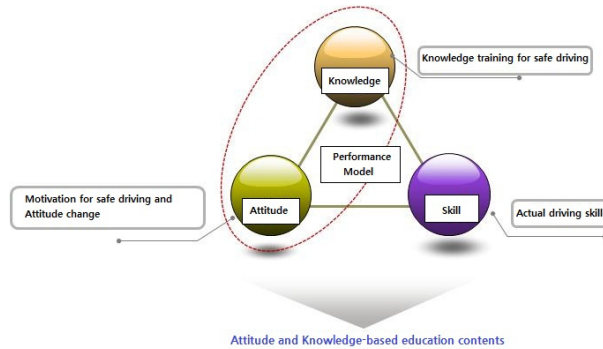 Knowledge
Knowledge training for safe driving
Performance
Model
Motivation for safe driving and
Attitude change
Attitude
Skill
Actual driving skill
Attitude and Knowledge-based education contents